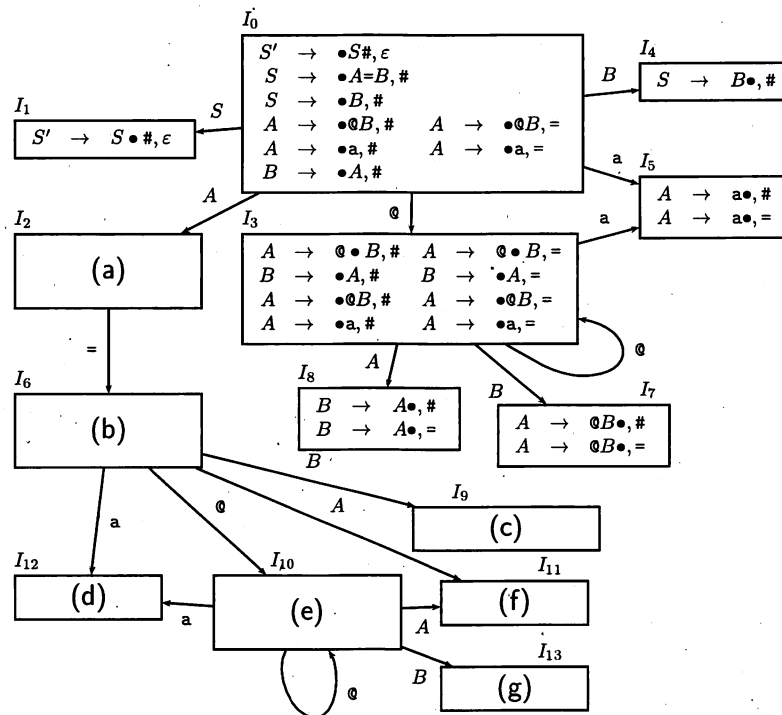 I₀
S′ → •S#, ε
S → •A=B, #
S → •B, #
A → •@B, # A → •@B, =
A → •a, # A → •a, =
B → •A, #
I₄
S → B•, #
B
I₁
S′ → S • #, ε
S
I₅
A → a•, #
A → a•, =
a
A
@
a
I₂
(a)
I₃
A → @ • B, # A → @ • B, =
B → •A, # B → •A, =
A → •@B, # A → •@B, =
A → •a, # A → •a, =
=
A
@
B
I₆
(b)
I₈
B → A•, #
B → A•, =
I₇
A → @B•, #
A → @B•, =
B
@
A
a
I₉
(c)
I₁₂
(d)
I₁₀
(e)
I₁₁
(f)
a
A
@
B
I₁₃
(g)